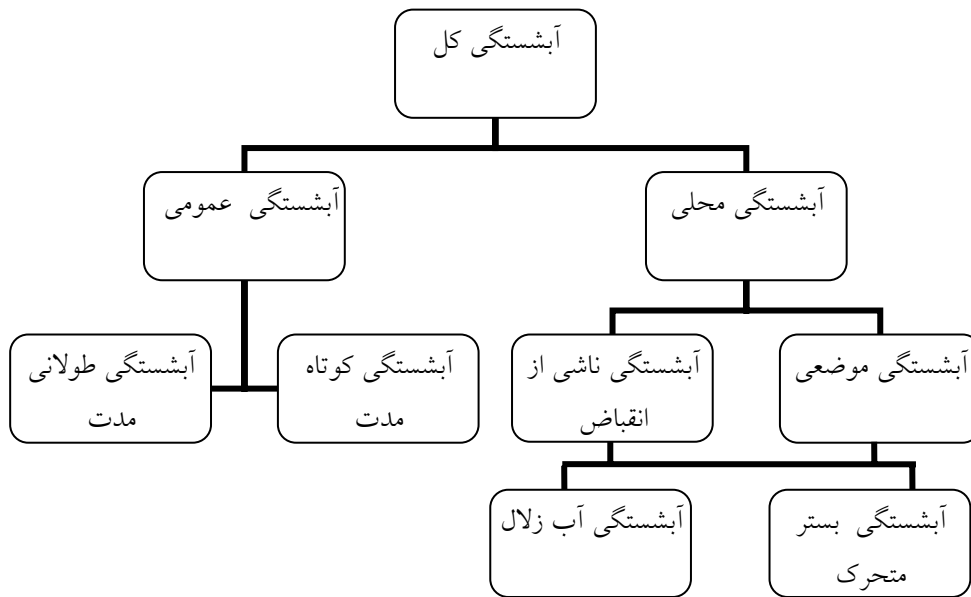 آبشستگی کل
آبشستگی محلی
آبشستگی عمومی
آبشستگی موضعی
آبشستگی ناشی از
انقباض
آبشستگی کوتاه
مدت
آبشستگی طولانی
مدت
آبشستگی بستر
متحرک
آبشستگی آب زلال